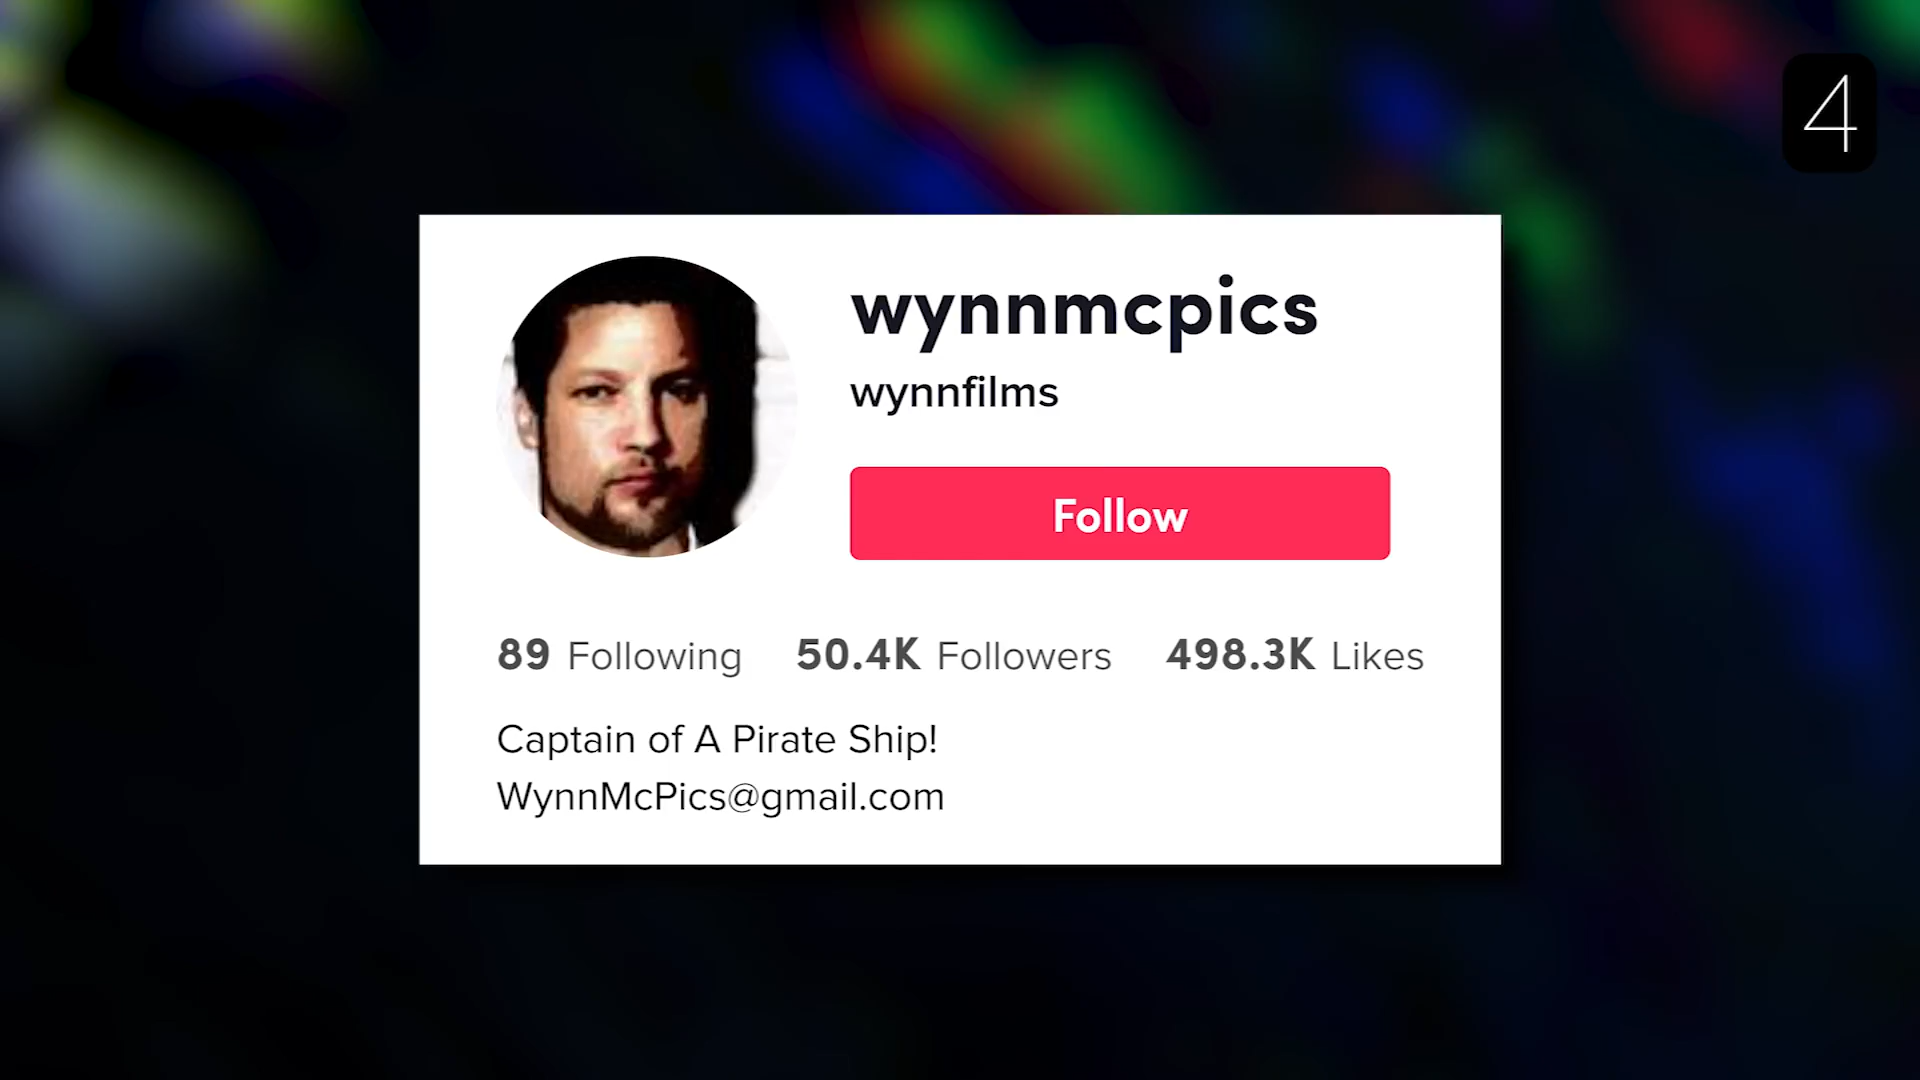 4
wynnmcpics
wynnfilms
Follow
89 Following 50.4K Followers 498.3K Likes
Captain of A Pirate Ship!
WynnMcPics@gmail.com